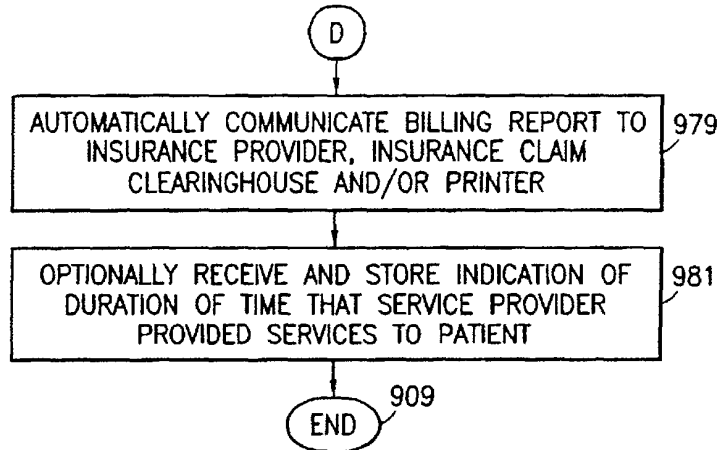 D
AUTOMATICALLY COMMUNICATE BILLING REPORT TO
INSURANCE PROVIDER, INSURANCE CLAIM
CLEARINGHOUSE AND/OR PRINTER
979
OPTIONALLY RECEIVE AND STORE INDICATION OF
DURATION OF TIME THAT SERVICE PROVIDER
PROVIDED SERVICES TO PATIENT
981
END
909